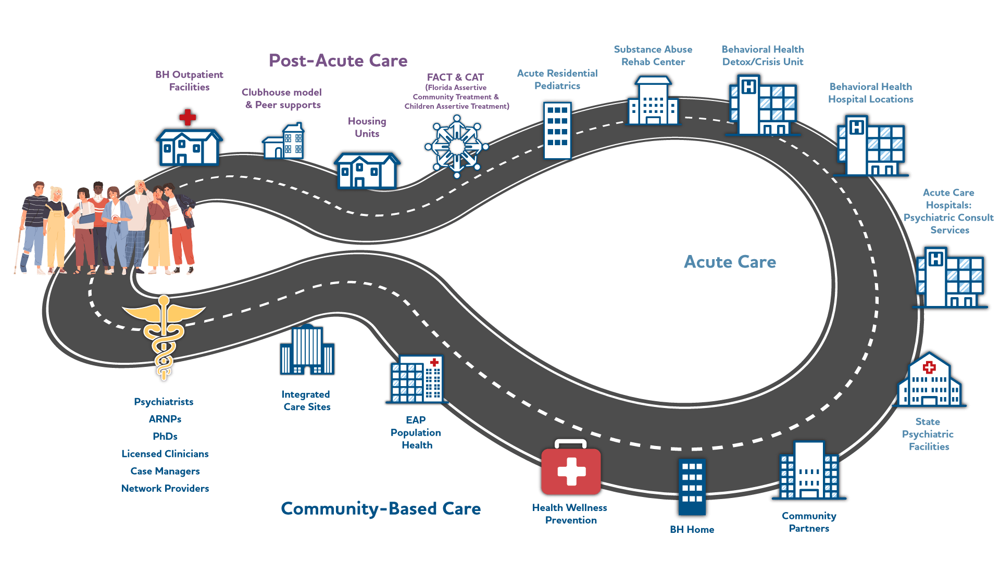 Post-Acute Care
BH Outpatient
Facilities
Clubhouse model
& Peer supports
Housing
Units
FACT & CAT
(Florida Assertive
Community Treatment &
Children Assertive Treatment)
Acute Residential
Pediatrics
Substance Abuse
Rehab Center
Behavioral Health
Detox/Crisis Unit
H
Behavioral Health
Hospital Locations
H
Acute Care
Hospitals:
Psychiatric Consult
Services
H
Acute Care
State
Psychiatric
Facilities
Community
Partners
BH Home
Health Wellness
Prevention
EAP
Population
Health
Integrated
Care Sites
Psychiatrists
ARNPs
PhDs
Licensed Clinicians
Case Managers
Network Providers
Community-Based Care